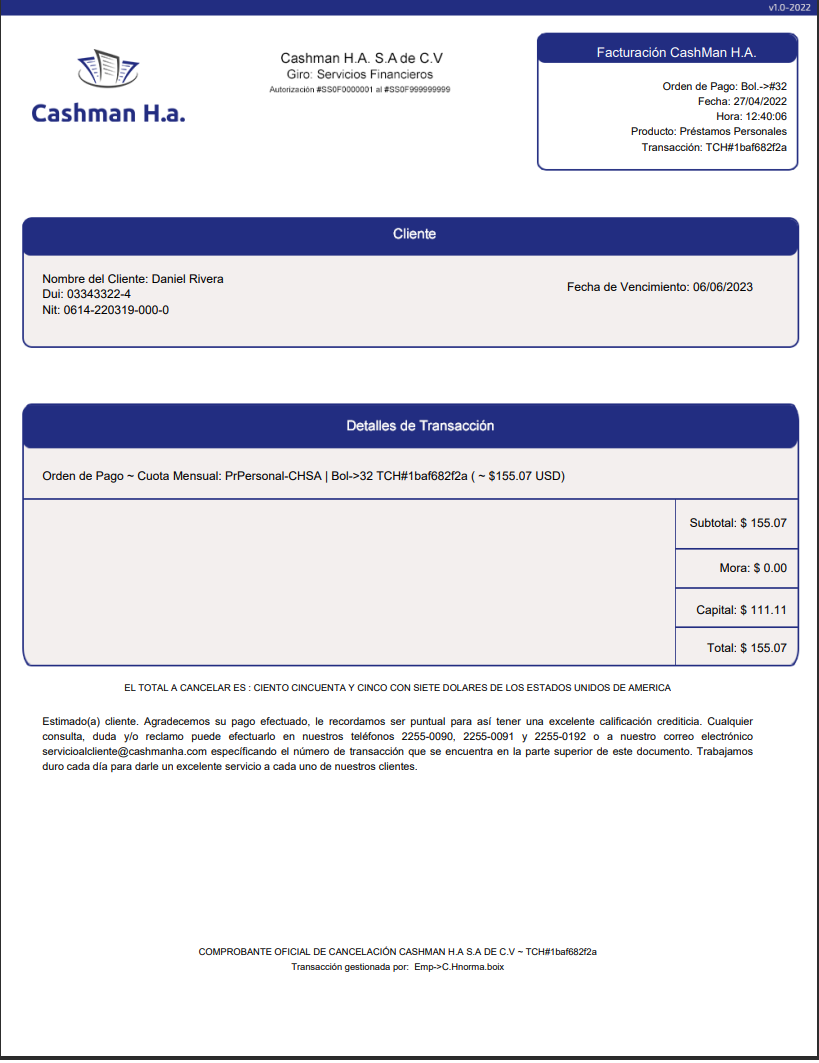 v1.0-2022
Cashman H.a.
Cashman H.A. S.A de C.V
Giro: Servicios Financieros
Autorización #SS0F0000001 al #SS0F999999999
Facturación CashMan H.A.
Orden de Pago: Bol.->#32
Fecha: 27/04/2022
Hora: 12:40:06
Producto: Préstamos Personales
Transacción: TCH#1baf682f2a
Cliente
Nombre del Cliente: Daniel Rivera
Dui: 03343322-4
Nit: 0614-220319-000-0
Fecha de Vencimiento: 06/06/2023
Detalles de Transacción
Orden de Pago ~ Cuota Mensual: PrPersonal-CHSA | Bol->32 TCH#1baf682f2a ( ~ $155.07 USD)
Subtotal: $ 155.07
Mora: $ 0.00
Capital: $ 111.11
Total: $ 155.07
EL TOTAL A CANCELAR ES : CIENTO CINCUENTA Y CINCO CON SIETE DOLARES DE LOS ESTADOS UNIDOS DE AMERICA
Estimado(a) cliente. Agradecemos su pago efectuado, le recordamos ser puntual para así tener una excelente calificación crediticia. Cualquier
consulta, duda y/o reclamo puede efectuarlo en nuestros teléfonos 2255-0090, 2255-0091 y 2255-0192 o a nuestro correo electrónico
servicioalcliente@cashmanha.com específicando el número de transacción que se encuentra en la parte superior de este documento. Trabajamos
duro cada día para darle un excelente servicio a cada uno de nuestros clientes.
COMPROBANTE OFICIAL DE CANCELACIÓN CASHMAN H.A S.A DE C.V ~ TCH#1baf682f2a
Transacción gestionada por: Emp->C.Hnorma.boix